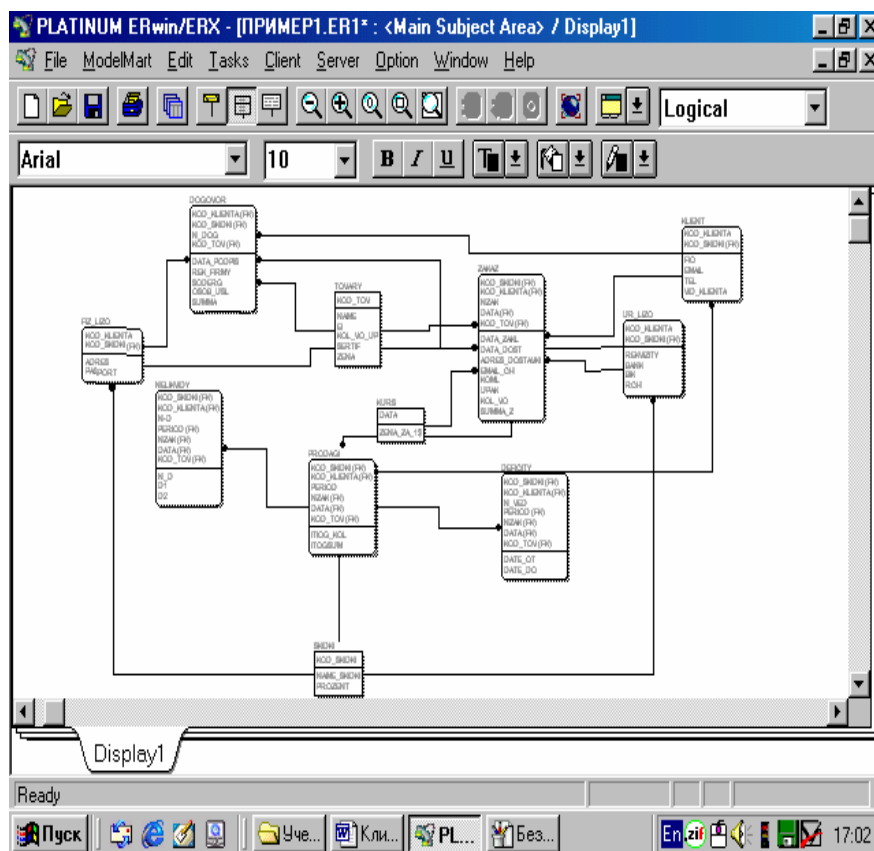 PLATINUM ERwin/ERX - [ПРИМЕР1.ER1* : <Main Subject Area> / Display1]
File ModelMart Edit Tasks Client Server Option Window Help
Logical
Arial 10 B I U
DOGOVOR
KOD_KLIENTA(FK)
KOD_SKIDKI(FK)
N_DOG
KOD_TOV(FK)
DATA_PODPIS
REK_FIRMY
SODERG
OSOB_USL
SUMMA
KLIENT
KOD_KLIENTA
KOD_SKIDKI(FK)
FIO
EMAIL
TEL
VID_KLIENTA
ZAKAZ
KOD_SKIDKI(FK)
KOD_KLIENTA(FK)
NZAK
DATA(FK)
KOD_TOV(FK)
DATA_ZAKL
DATA_DOST
ADRES_DOSTAVKI
EMAIL_CH
KOML
UPAK
KOL_VO
SUMMA_Z
TOVARY
KOD_TOV
NAME
EI
KOL_VO_UP
SERTIF
ZENA
UR_LIZO
KOD_KLIENTA
KOD_SKIDKI(FK)
REKVIZITY
BANK
BIK
RCH
FIZ_LIZO
KOD_KLIENTA
KOD_SKIDKI(FK)
ADRES
PASPORT
NELIKVIDY
KOD_SKIDKI(FK)
KOD_KLIENTA(FK)
N-D
PERIOD(FK)
NZAK(FK)
DATA(FK)
KOD_TOV(FK)
N_D
D1
D2
KURS
DATA
ZENA_ZA_1$
PRODAGI
KOD_SKIDKI(FK)
KOD_KLIENTA(FK)
PERIOD
NZAK(FK)
DATA(FK)
KOD_TOV(FK)
ITOG_KOL
ITOGSUM
DEFICITY
KOD_SKIDKI(FK)
KOD_KLIENTA(FK)
N_VED
PERIOD(FK)
NZAK(FK)
DATA(FK)
KOD_TOV(FK)
DATE_OT
DATE_DO
SKIDKI
KOD_SKIDKI
NAME_SKIDKI
PROZENT
Display1
Ready
Пуск Уче... Кли... PL... Без... En zif 17:02